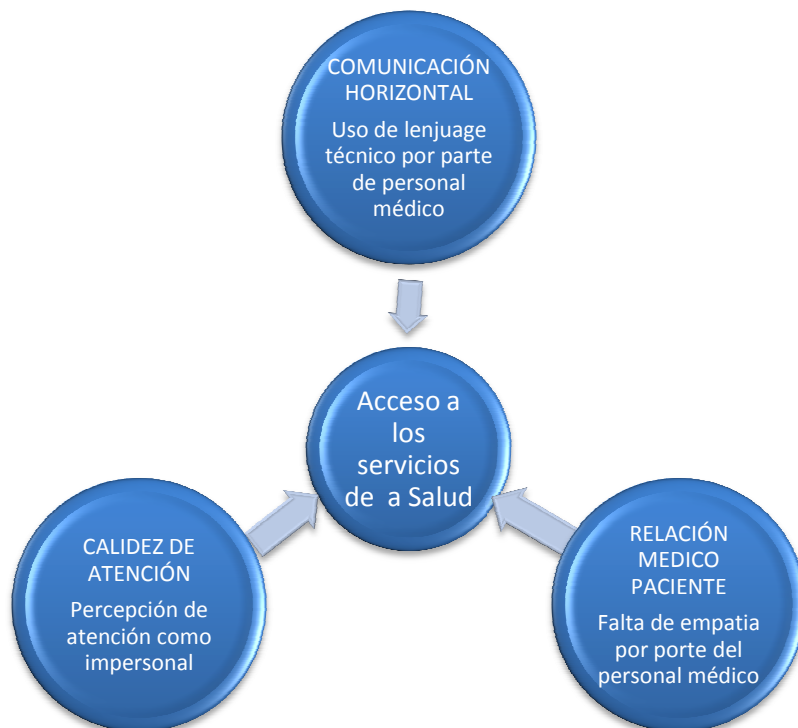 COMUNICACIÓN
HORIZONTAL
Uso de lenjuage
técnico por parte
de personal
médico
Acceso a
los
servicios
de a Salud
CALIDEZ DE
ATENCIÓN
Percepción de
atención como
impersonal
RELACIÓN
MEDICO
PACIENTE
Falta de empatia
por porte del
personal médico